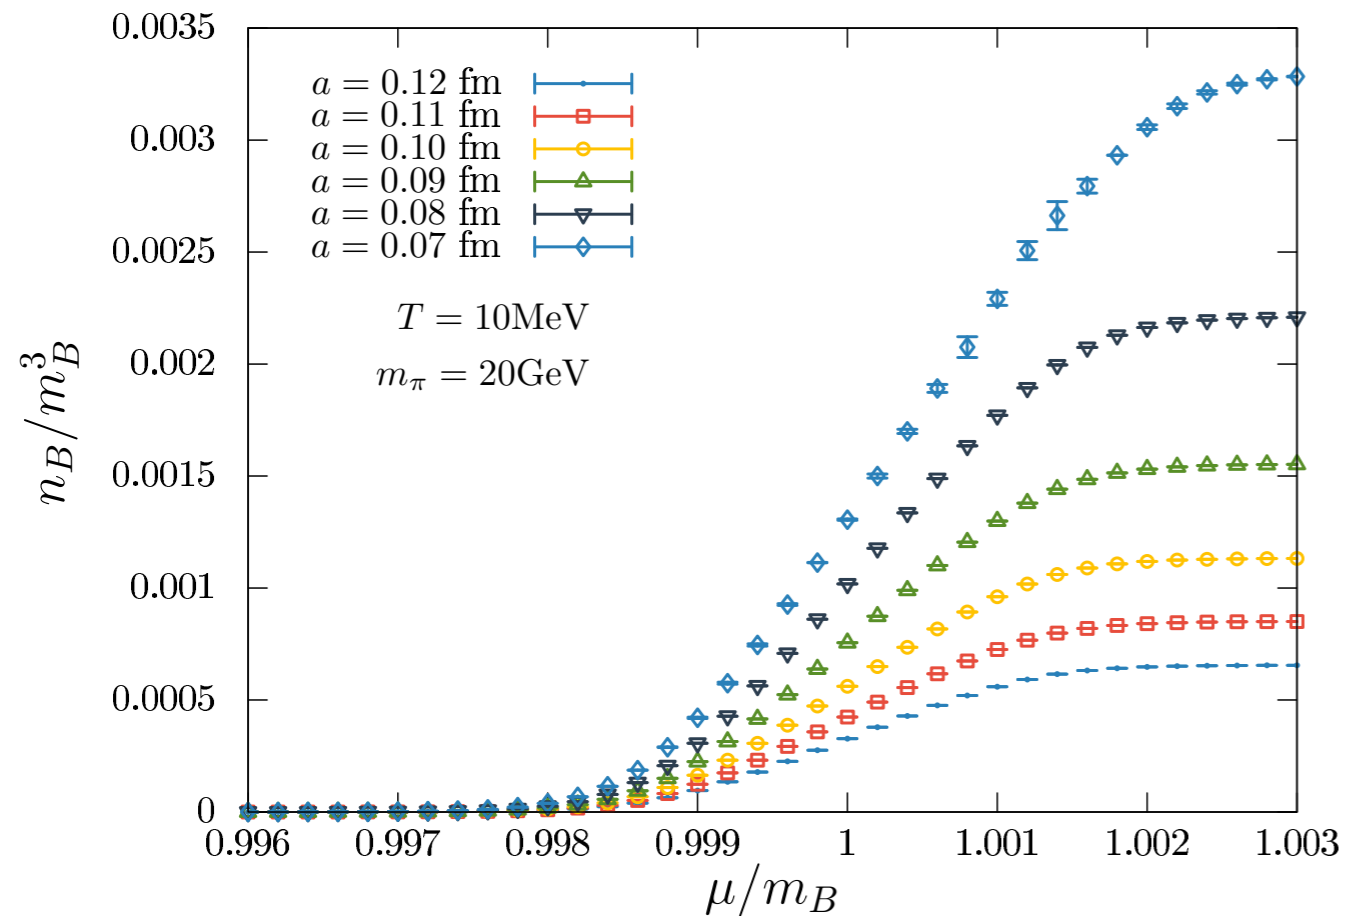 0.0035
0.003
0.0025
0.002
0.0015
0.001
0.0005
0
n_B/m_B^3
a = 0.12 fm
a = 0.11 fm
a = 0.10 fm
a = 0.09 fm
a = 0.08 fm
a = 0.07 fm
T = 10MeV
m_π = 20GeV
0.996 0.997 0.998 0.999 1 1.001 1.002 1.003
μ/m_B